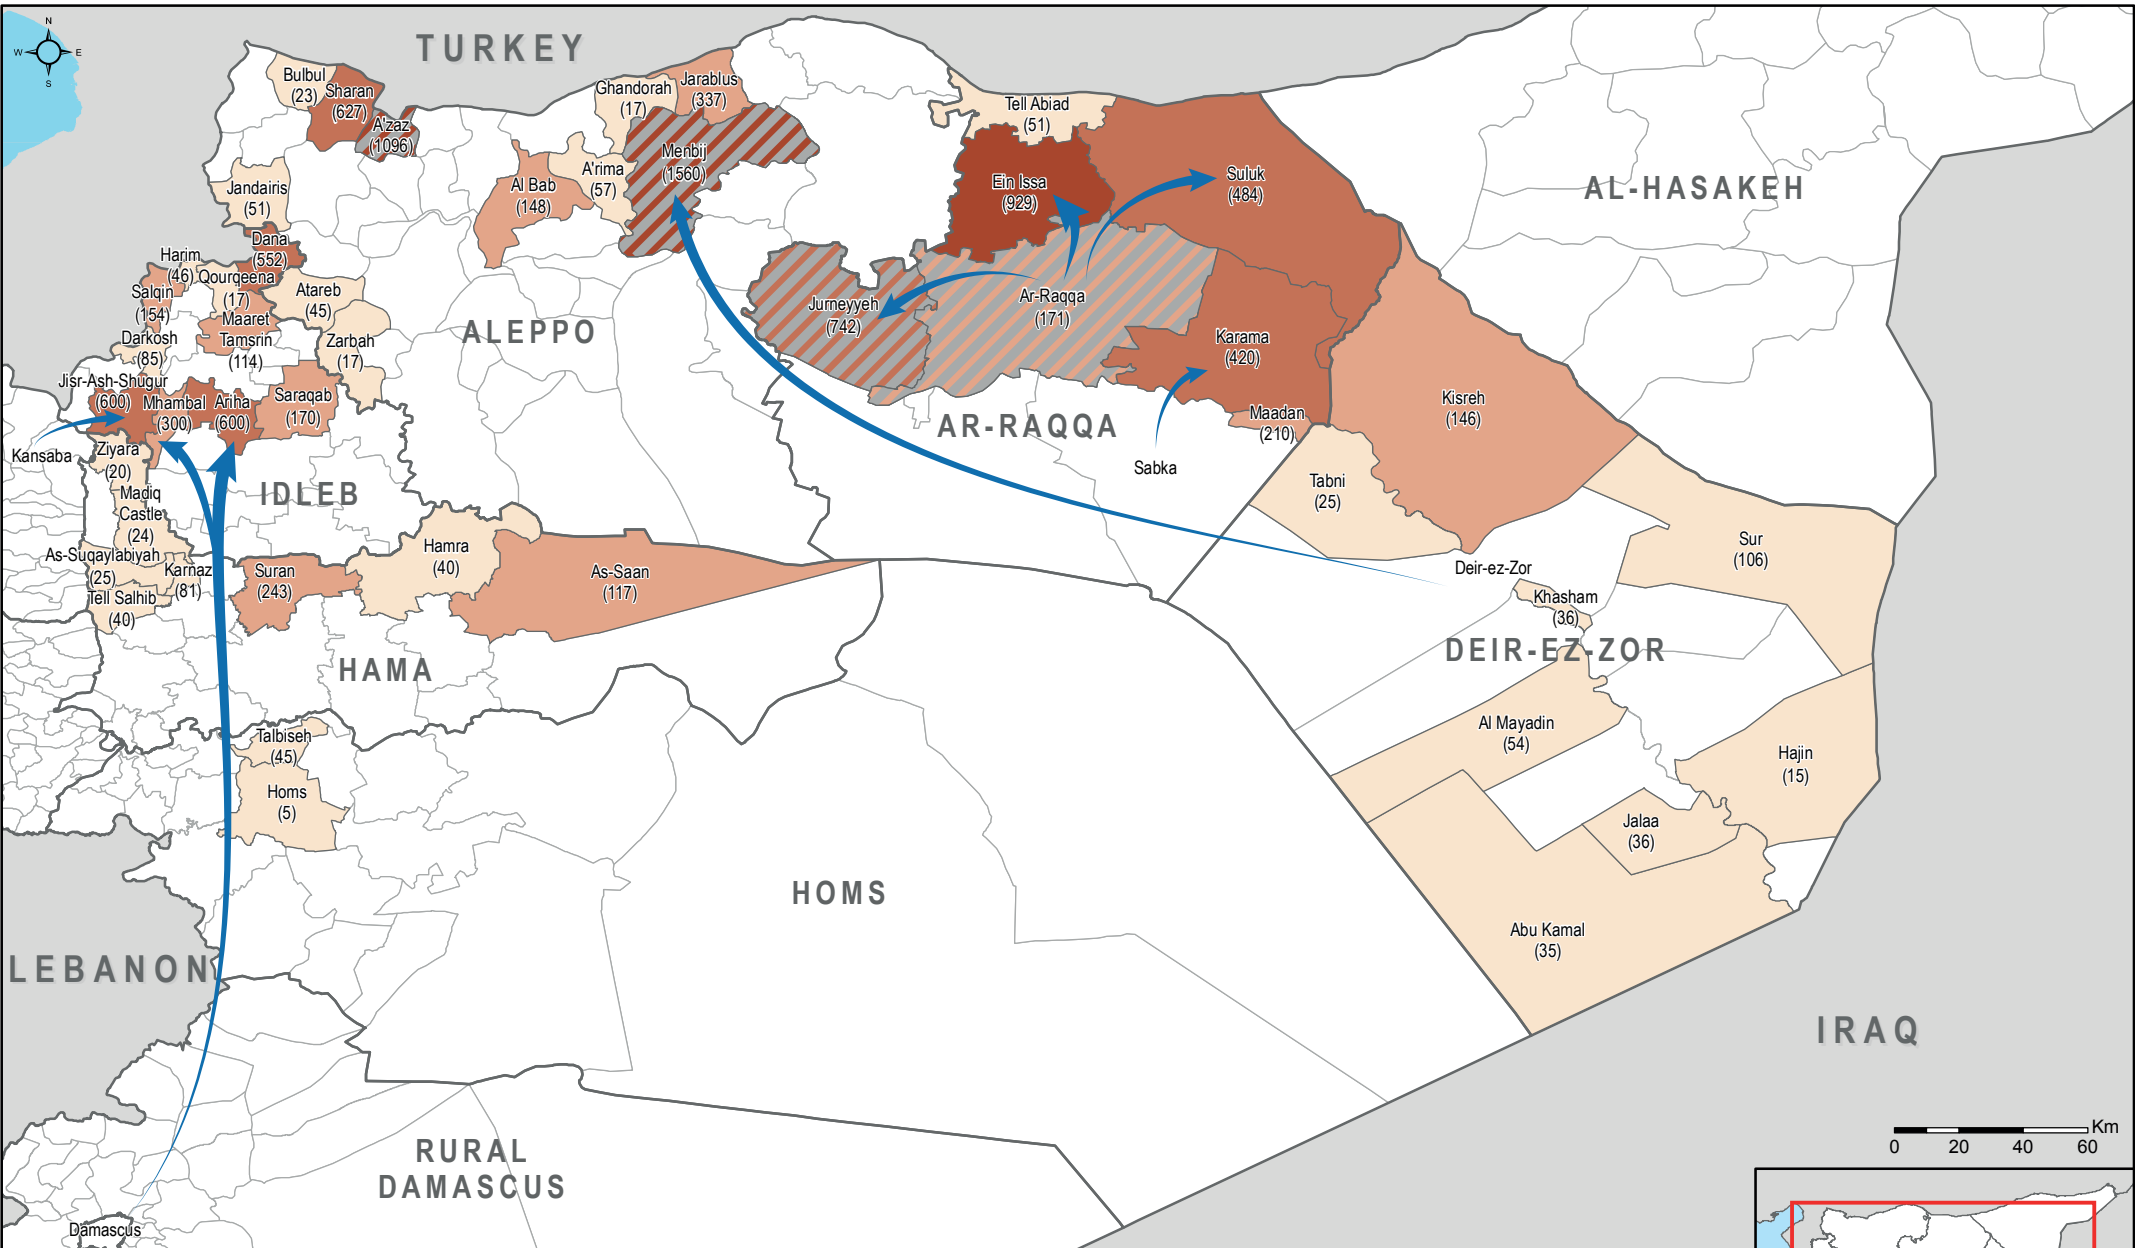 N
W
E
S
TURKEY
Bulbul
(23)
Sharan
(627)
A'zaz
(1096)
Ghandorah
(17)
Jarablus
(337)
Menbij
(1560)
A'rima
(57)
Al Bab
(148)
Tell Abiad
(51)
Ein Issa
(929)
Suluk
(484)
AL-HASAKEH
Jandairis
(51)
Dana
(552)
Harim
(46)
Qourqeena
(17)
Salqin
(154)
Atareb
(45)
Maaret
Tamsrin
(114)
Darkosh
(85)
Zarbah
(17)
ALEPPO
Jurneyyeh
(742)
Ar-Raqqa
(171)
Karama
(420)
Kisreh
(146)
Maadan
(210)
AR-RAQQA
Sabka
Tabni
(25)
Jisr-Ash-Shugur
(600)
Mhambal
(300)
Ariha
(600)
Saraqab
(170)
Kansaba
Ziyara
(20)
IDLEB
Madiq
Castle
(24)
As-Suqaylabiyah
(25)
Karnaz
(81)
Tell Salhib
(40)
Suran
(243)
Hamra
(40)
As-Saan
(117)
HAMA
Deir-ez-Zor
Khasham
(36)
Sur
(106)
DEIR-EZ-ZOR
Al Mayadin
(54)
Hajin
(15)
Jalaa
(36)
Abu Kamal
(35)
Talbiseh
(45)
Homs
(5)
HOMS
LEBANON
IRAQ
RURAL
DAMASCUS
Damascus
Km
0 20 40 60